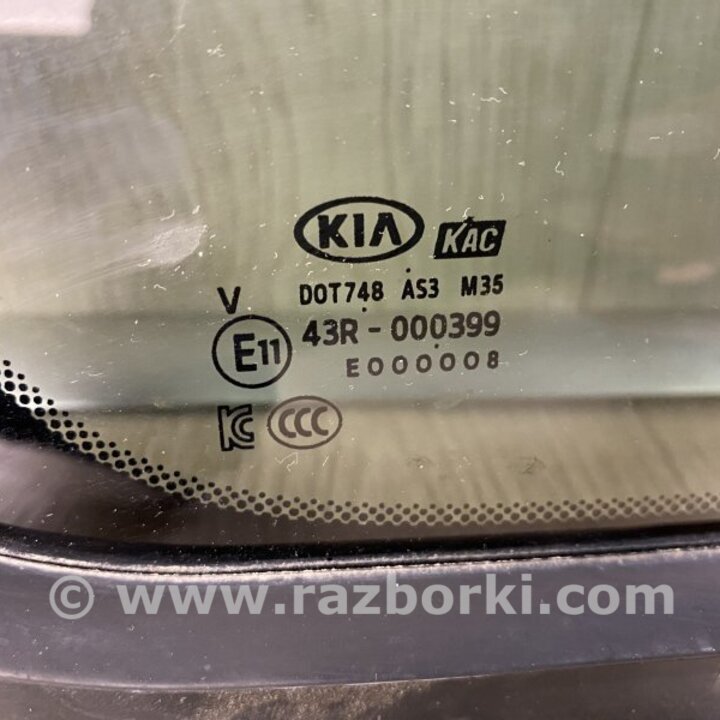 KIA KAC
V DOT748 AS3 M35
E11 43R-000399
E000008
KC CCC
© www.razborki.com